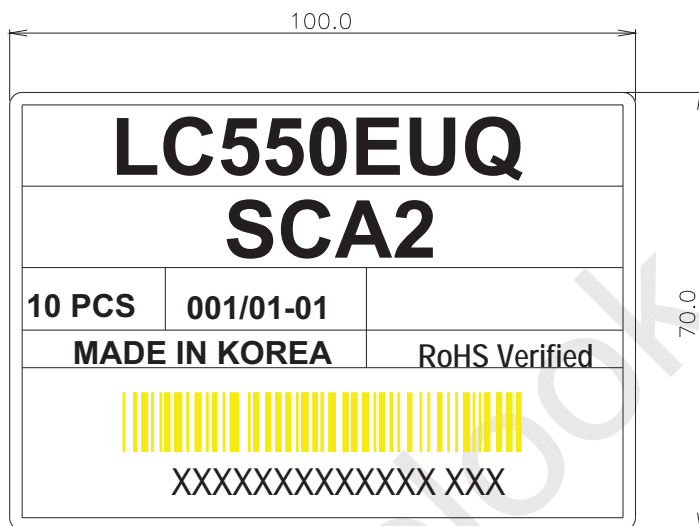 100.0
LC550EUQ
SCA2
10 PCS 001/01-01
70.0
MADE IN KOREA RoHS Verified
XXXXXXXXXXXXX XXX